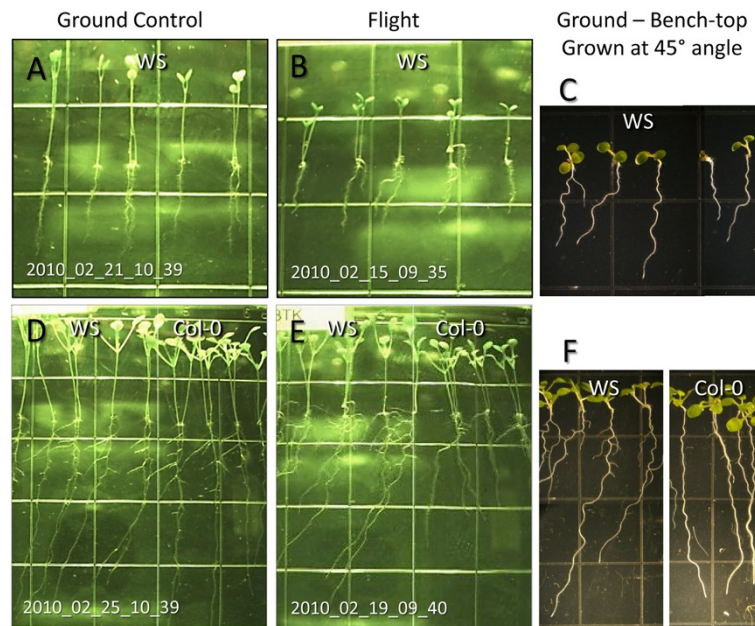 Ground Control
Flight
Ground – Bench-top
Grown at 45° angle
A
WS
2010_02_21_10_39
B
WS
2010_02_15_09_35
C
WS
D
WS
Col-0
2010_02_25_10_39
E
BTK
WS
Col-0
2010_02_19_09_40
F
WS
Col-0